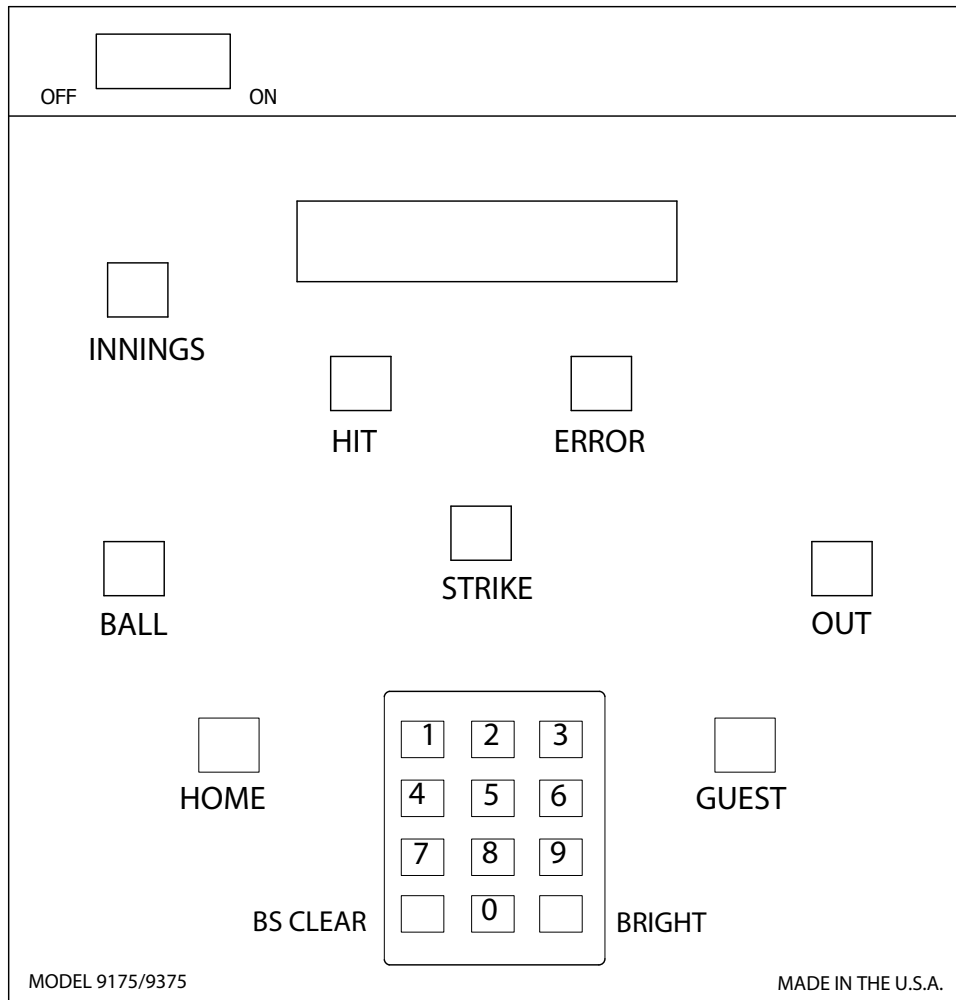 OFF ON
INNINGS
HIT ERROR
STRIKE
BALL OUT
1 2 3
HOME 4 5 6 GUEST
7 8 9
BS CLEAR 0 BRIGHT
MODEL 9175/9375 MADE IN THE U.S.A.